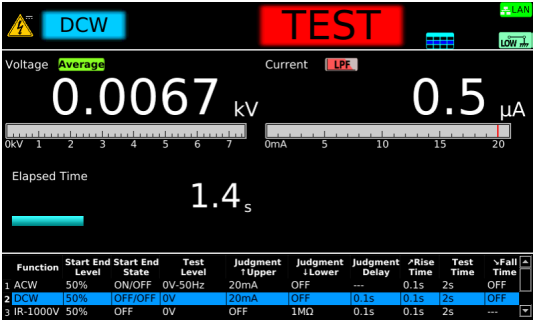 DCW
TEST
LAN
LOW
Voltage Average
Current LPF
0.0067 kV
0.5 µA
0kV 1 2 3 4 5 6 7
0mA 5 10 15 20
Elapsed Time
1.4 s
Function Start End Level Start End State Test Level Judgment ↑Upper Judgment ↓Lower Judgment Delay ↗Rise Time Test Time ↘Fall Time
1 ACW 50% ON/OFF 0V-50Hz 20mA OFF --- 0.1s 2s OFF
2 DCW 50% OFF/OFF 0V 20mA OFF 0.1s 0.1s 2s OFF
3 IR-1000V 50% OFF 0V OFF 1MΩ 0.1s 0.1s 2s ---